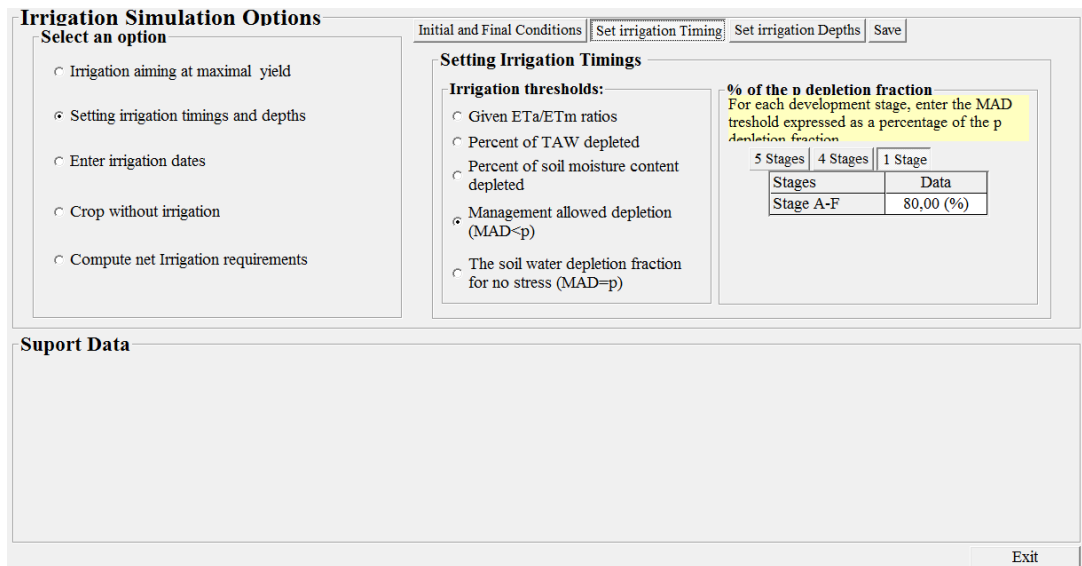 Irrigation Simulation Options
Select an option
Irrigation aiming at maximal yield
Setting irrigation timings and depths
Enter irrigation dates
Crop without irrigation
Compute net Irrigation requirements
Initial and Final Conditions
Set irrigation Timing
Set irrigation Depths
Save
Setting Irrigation Timings
Irrigation thresholds:
Given ETa/ETm ratios
Percent of TAW depleted
Percent of soil moisture content
depleted
Management allowed depletion
(MAD<p)
The soil water depletion fraction
for no stress (MAD=p)
% of the p depletion fraction
For each development stage, enter the MAD
treshold expressed as a percentage of the p
depletion fraction
5 Stages
4 Stages
1 Stage
Stages Data
Stage A-F 80,00 (%)
Suport Data
Exit